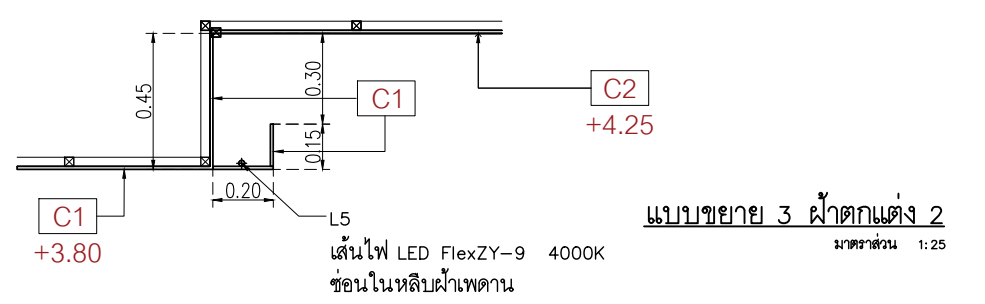 0.45
0.30
C1
C2
+4.25
0.15
0.20
C1
+3.80
L5
เส้นไฟ LED FlexZY-9 4000K
ซ่อนในหลืบฝ้าเพดาน
แบบขยาย 3 ฝ้าตกแต่ง 2
มาตราส่วน 1:25